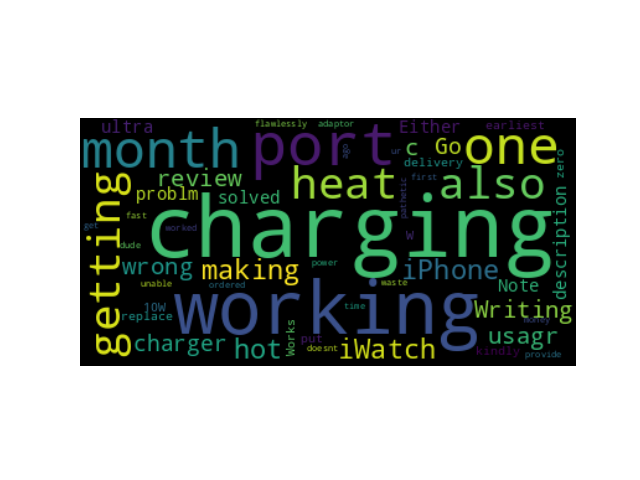 ultra
flawlessly
adaptor
Either
earliest
month
port
ago
ur
c
Go
one
delivery
zero
review
heat
also
first
getting
problm
solved
pathetic
description
fast
charging
get
worked
W
dude
wrong
making
power
iPhone
unable
ordered
waste
Note
10W
working
time
Writing
replace
money
charger
hot
Works
put
doesnt
iWatch
usagr
kindly
provide